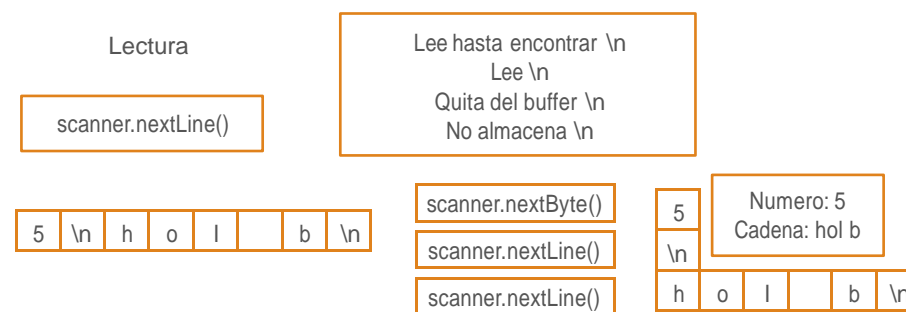 Lectura
scanner.nextLine()
Lee hasta encontrar \n
Lee \n
Quita del buffer \n
No almacena \n
5 \n h o l b \n
scanner.nextByte()
scanner.nextLine()
scanner.nextLine()
5
\n
h o l b \n
Numero: 5
Cadena: hol b